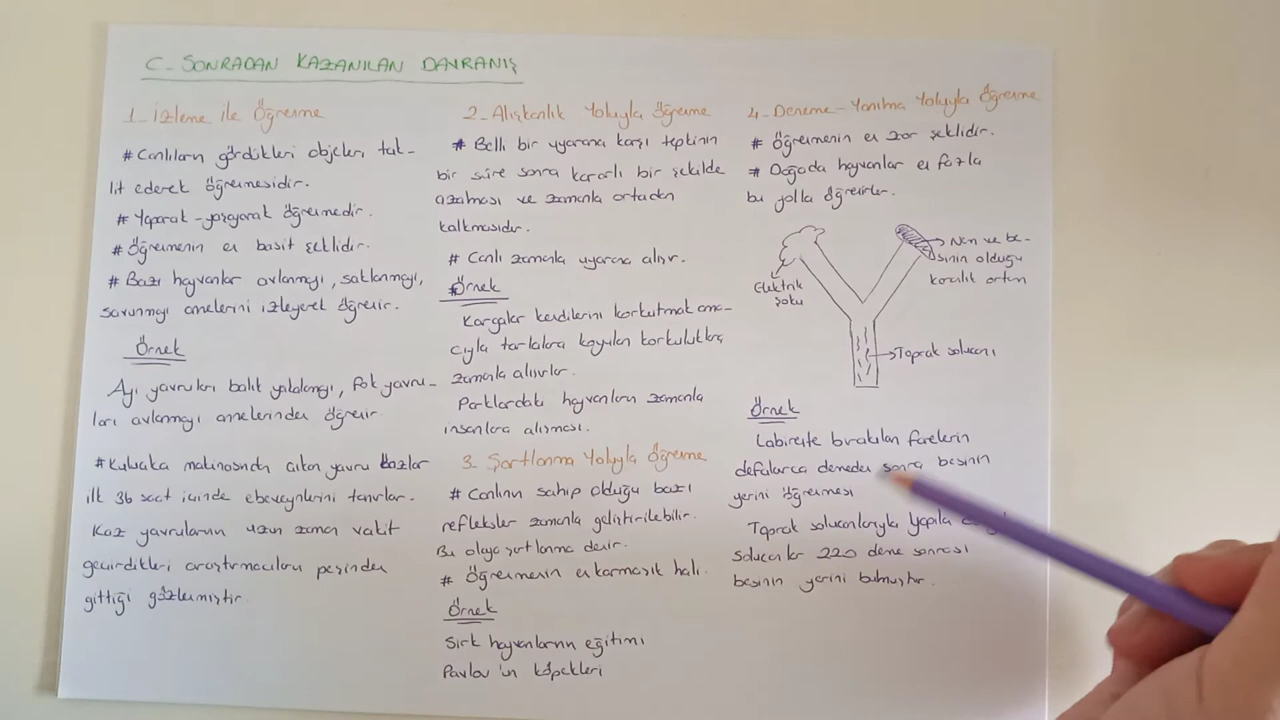 C- SONRADAN KAZANILAN DAVRANIŞ
1- İzleme ile Öğrenme
# Canlıların gördükleri objeleri tak-
lit ederek öğrenmesidir.
# Yaparak-yaşayarak öğrenmedir.
# Öğrenmenin en basit şeklidir.
# Bazı hayvanlar avlanmayı, saklanmayı,
savunmayı annelerini izleyerek öğrenir.
Örnek
Ayı yavruları balık yakalamayı, fok yavru-
ları avlanmayı annelerinden öğrenir.
# Kuluçka makinasından çıkan yavru kazlar
ilk 36 saat içinde ebeveynlerini tanırlar.
Kaz yavrularının uzun zaman vakit
geçirdikleri araştırmacıların peşinden
gittiği gözlenmiştir.
2- Alışkanlık Yoluyla Öğrenme
# Belli bir uyarana karşı tepkinin
bir süre sonra kararlı bir şekilde
azalması ve zamanla ortadan
kalkmasıdır.
# Canlı zamanla uyarana alışır.
# Örnek
Kargalar kendilerini korkutmak ama-
cıyla tarlalara koyulan korkuluklara
zamanla alışırlar.
Parklardaki hayvanların zamanla
insanlara alışması.
3- Şartlanma Yoluyla Öğrenme
# Canlının sahip olduğu bazı
refleksler zamanla geliştirilebilir.
Bu olaya şartlanma denir.
# Öğrenmenin en karmaşık hali.
Örnek
Sirk hayvanlarının eğitimi
Pavlov'un köpekleri
4- Deneme-Yanılma Yoluyla Öğrenme
# Öğrenmenin en zor şeklidir.
# Doğada hayvanlar en fazla
bu yolla öğrenirler.
Nem ve be-
sinin olduğu
karanlık ortam
Elektrik
şoku
Toprak solucanı
Örnek
Labirente bırakılan farelerin
defalarca denedən sonra besinin
yerini öğrenmesi
Toprak solucanlarıyla yapılan
solucanlar 220 deneme sonrası
besinin yerini bulmuştur.